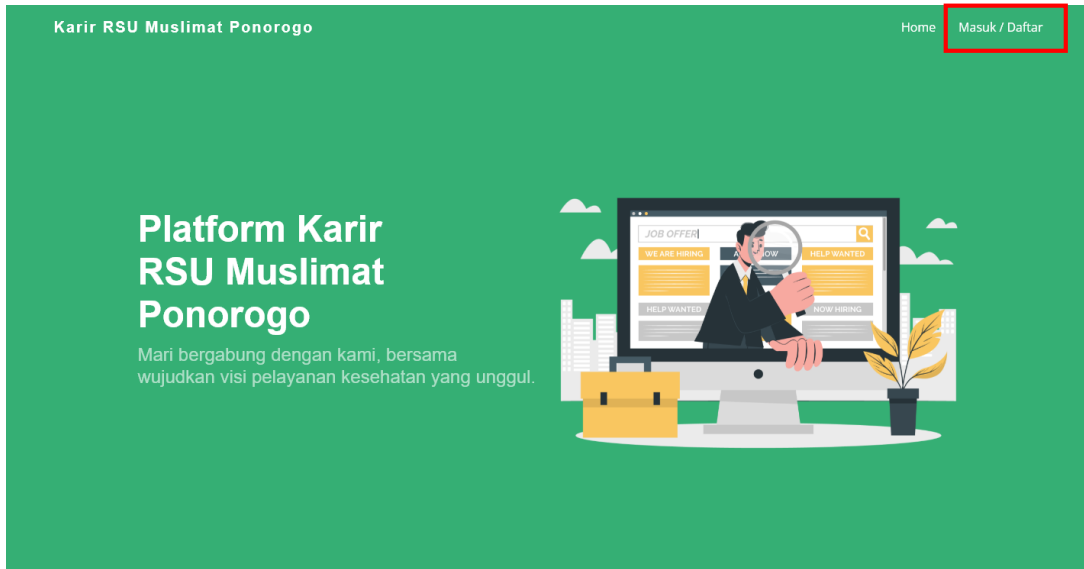 Karir RSU Muslimat Ponorogo
Home
Masuk / Daftar
Platform Karir
RSU Muslimat
Ponorogo
Mari bergabung dengan kami, bersama
wujudkan visi pelayanan kesehatan yang unggul.
JOB OFFER
WE ARE HIRING
HELP WANTED
HELP WANTED
NOW HIRING